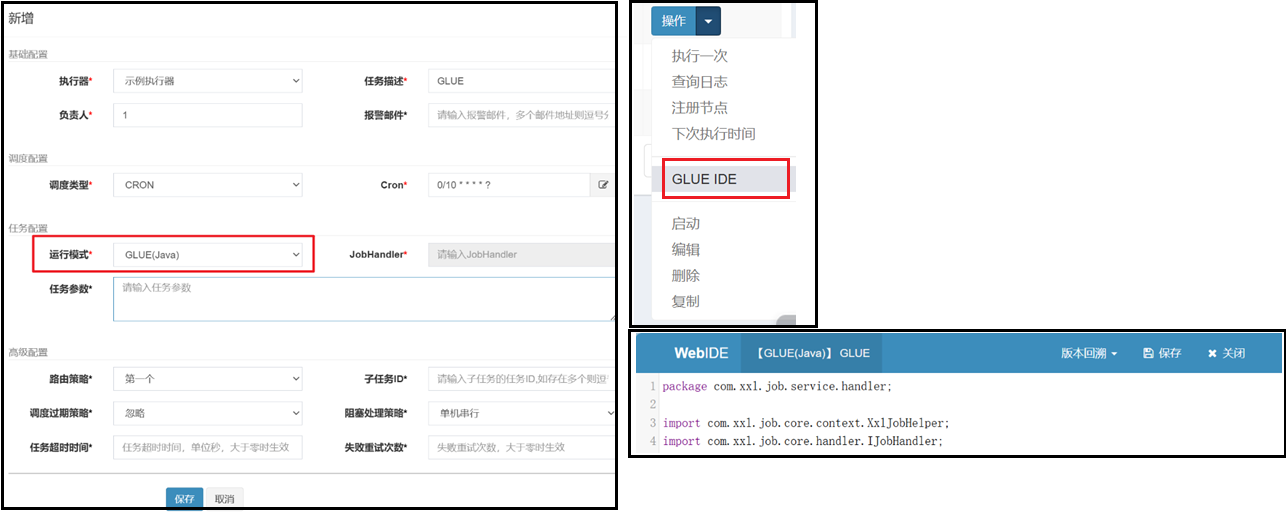 新增
基础配置
执行器* 示例执行器 任务描述* GLUE
负责人* 1 报警邮件* 请输入报警邮件，多个邮件地址则逗号分
调度配置
调度类型* CRON Cron* 0/10 * * * * ?
任务配置
运行模式* GLUE(Java) JobHandler* 请输入JobHandler
任务参数* 请输入任务参数
高级配置
路由策略* 第一个 子任务ID* 请输入子任务的任务ID,如存在多个则逗
调度过期策略* 忽略 阻塞处理策略* 单机串行
任务超时时间* 任务超时时间，单位秒，大于零时生效 失败重试次数* 失败重试次数，大于零时生效
保存 取消
操作
执行一次
查询日志
注册节点
下次执行时间
GLUE IDE
启动
编辑
删除
复制
WebIDE 【GLUE(Java)】 GLUE 版本回溯 保存 关闭
1 package com.xxl.job.service.handler;
2
3 import com.xxl.job.core.context.XxlJobHelper;
4 import com.xxl.job.core.handler.IJobHandler;